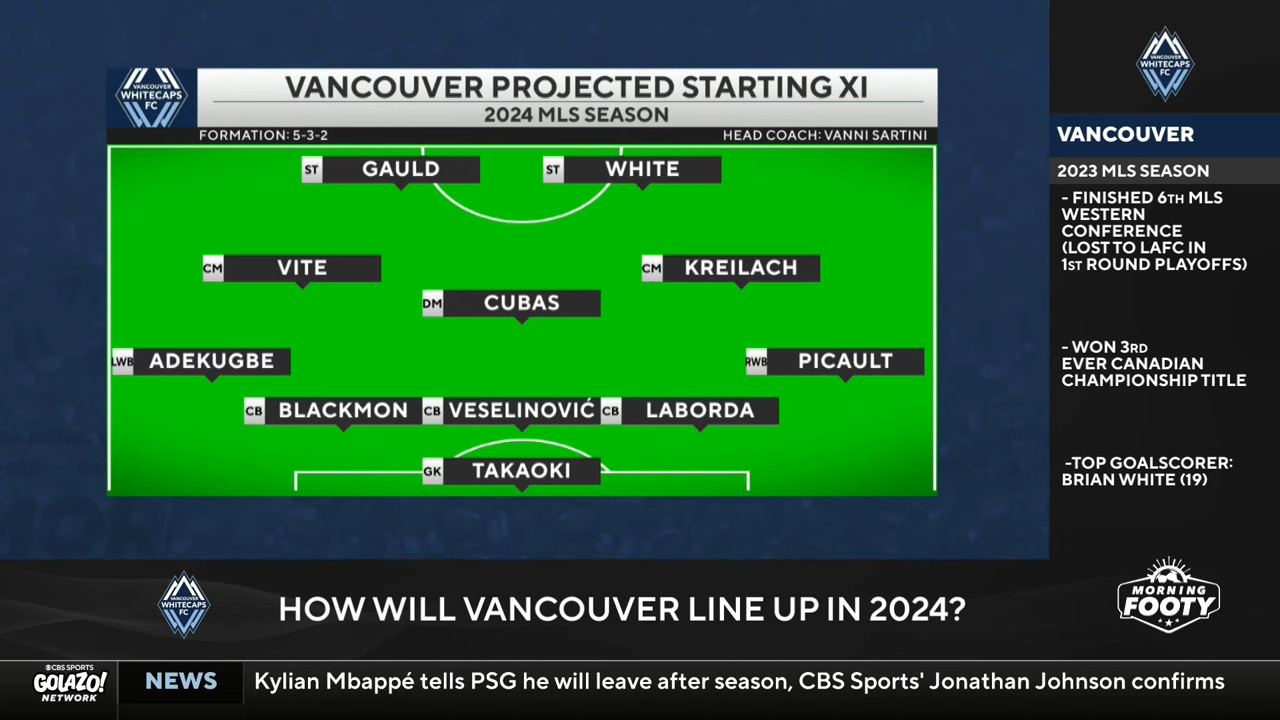 VANCOUVER
WHITECAPS
FC
VANCOUVER PROJECTED STARTING XI
2024 MLS SEASON
FORMATION: 5-3-2
HEAD COACH: VANNI SARTINI
ST GAULD
ST WHITE
CM VITE
CM KREILACH
DM CUBAS
LWB ADEKUGBE
RWB PICAULT
CB BLACKMON
CB VESELINOVIĆ
CB LABORDA
GK TAKAOKI
VANCOUVER
WHITECAPS
FC
VANCOUVER
2023 MLS SEASON
- FINISHED 6TH MLS
WESTERN
CONFERENCE
(LOST TO LAFC IN
1ST ROUND PLAYOFFS)
- WON 3RD
EVER CANADIAN
CHAMPIONSHIP TITLE
-TOP GOALSCORER:
BRIAN WHITE (19)
VANCOUVER
WHITECAPS
FC
HOW WILL VANCOUVER LINE UP IN 2024?
MORNING
FOOTY
CBS SPORTS
GOLAZO!
NETWORK
NEWS
Kylian Mbappé tells PSG he will leave after season, CBS Sports' Jonathan Johnson confirms